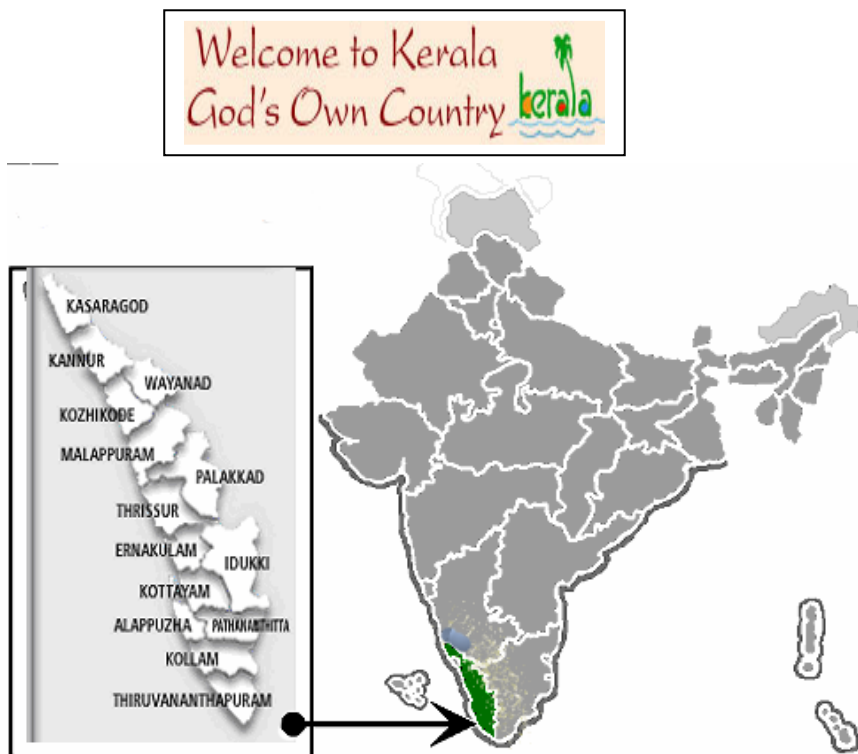 Welcome to Kerala
God's Own Country kerala
KASARAGOD
KANNUR
WAYANAD
KOZHIKODE
MALAPPURAM
PALAKKAD
THRISSUR
ERNAKULAM
IDUKKI
KOTTAYAM
ALAPPUZHA PATHANANTHITTA
KOLLAM
THIRUVANANTHAPURAM